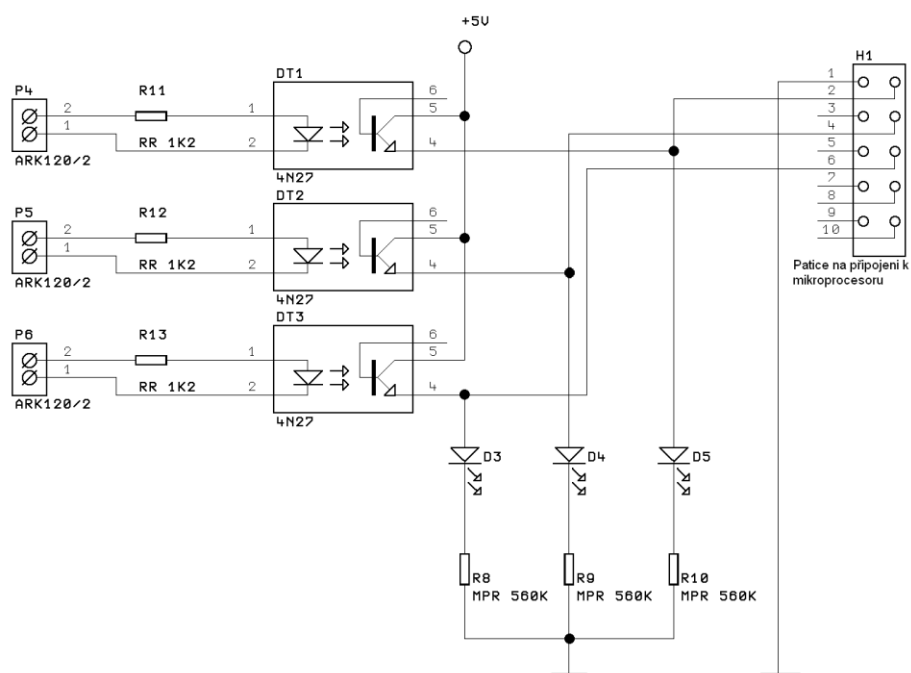 +5V
H1
1
2
3
4
5
6
7
8
9
10
Patice na připojení k
mikroprocesoru
P4
2
1
ARK120/2
R11
RR 1K2
DT1
1
2
6
5
4
4N27
P5
2
1
ARK120/2
R12
RR 1K2
DT2
1
2
6
5
4
4N27
P6
2
1
ARK120/2
R13
RR 1K2
DT3
1
2
6
5
4
4N27
D3
D4
D5
R8
MPR 560K
R9
MPR 560K
R10
MPR 560K